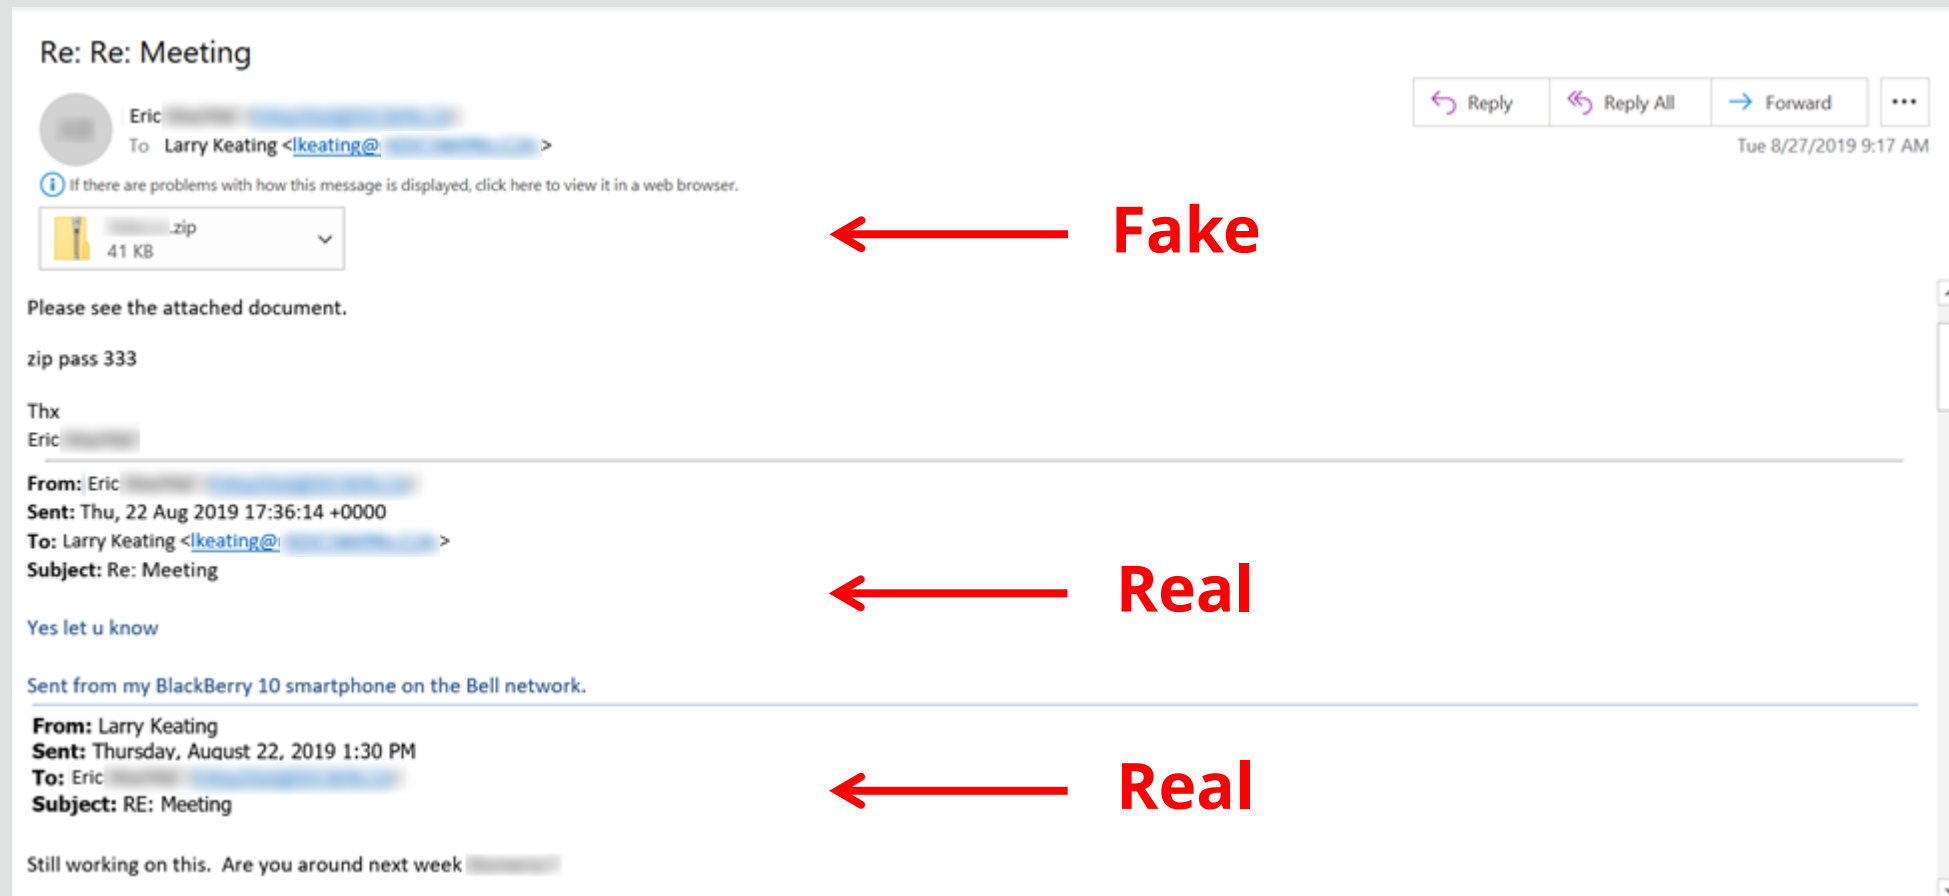 Re: Re: Meeting
Reply
Reply All
Forward
Eric
To Larry Keating <lkeating@ >
Tue 8/27/2019 9:17 AM
If there are problems with how this message is displayed, click here to view it in a web browser.
.zip
41 KB
Fake
Please see the attached document.
zip pass 333
Thx
Eric
From: Eric
Sent: Thu, 22 Aug 2019 17:36:14 +0000
To: Larry Keating <lkeating@ >
Subject: Re: Meeting
Real
Yes let u know
Sent from my BlackBerry 10 smartphone on the Bell network.
From: Larry Keating
Sent: Thursday, August 22, 2019 1:30 PM
To: Eric
Subject: RE: Meeting
Real
Still working on this. Are you around next week